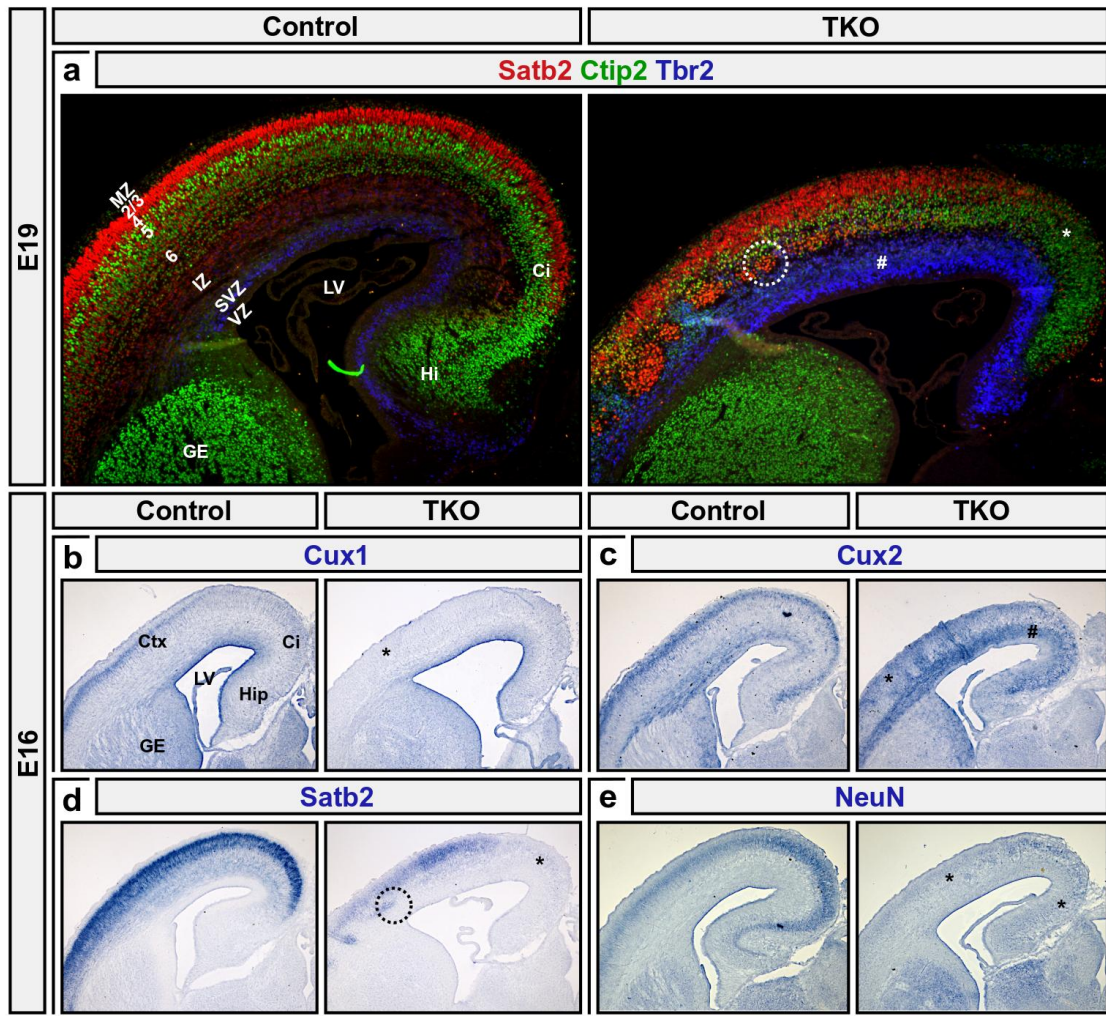 Control
TKO
E19
a
Satb2 Ctip2 Tbr2
MZ
2/3
4
5
6
IZ
SVZ
VZ
LV
Ci
Hi
GE
*
#
E16
Control
TKO
Control
TKO
b
Cux1
c
Cux2
Ctx
Ci
LV
Hip
GE
*
#
*
d
Satb2
e
NeuN
*
*
*